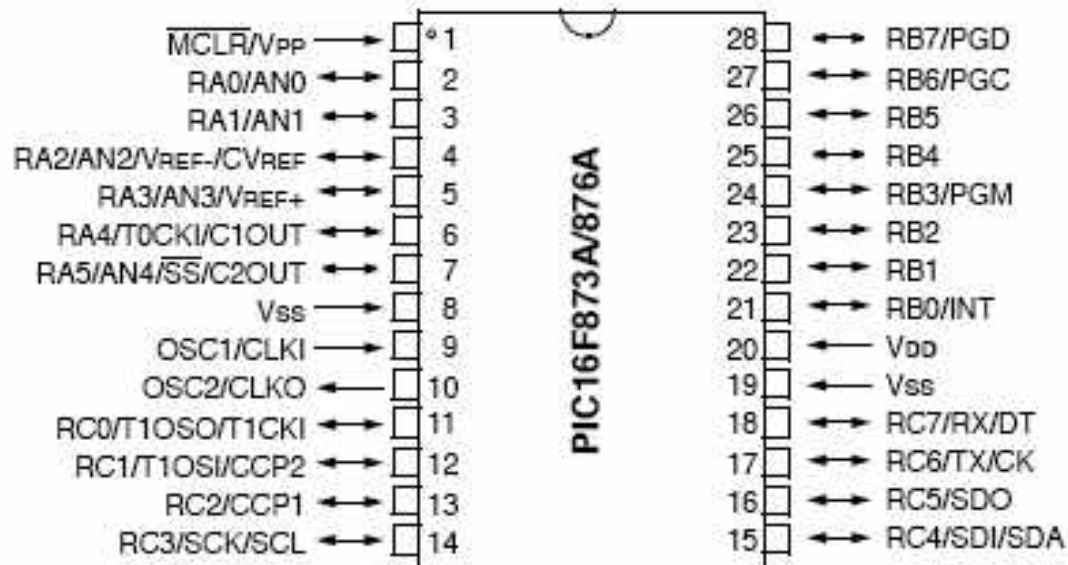 MCLR/VPP 1 28 RB7/PGD
RA0/AN0 2 27 RB6/PGC
RA1/AN1 3 26 RB5
RA2/AN2/VREF-/CVREF 4 25 RB4
RA3/AN3/VREF+ 5 24 RB3/PGM
RA4/T0CKI/C1OUT 6 23 RB2
RA5/AN4/SS/C2OUT 7 22 RB1
VSS 8 21 RB0/INT
OSC1/CLKI 9 20 VDD
OSC2/CLKO 10 19 VSS
RC0/T1OSO/T1CKI 11 18 RC7/RX/DT
RC1/T1OSI/CCP2 12 17 RC6/TX/CK
RC2/CCP1 13 16 RC5/SDO
RC3/SCK/SCL 14 15 RC4/SDI/SDA
PIC16F873A/876A